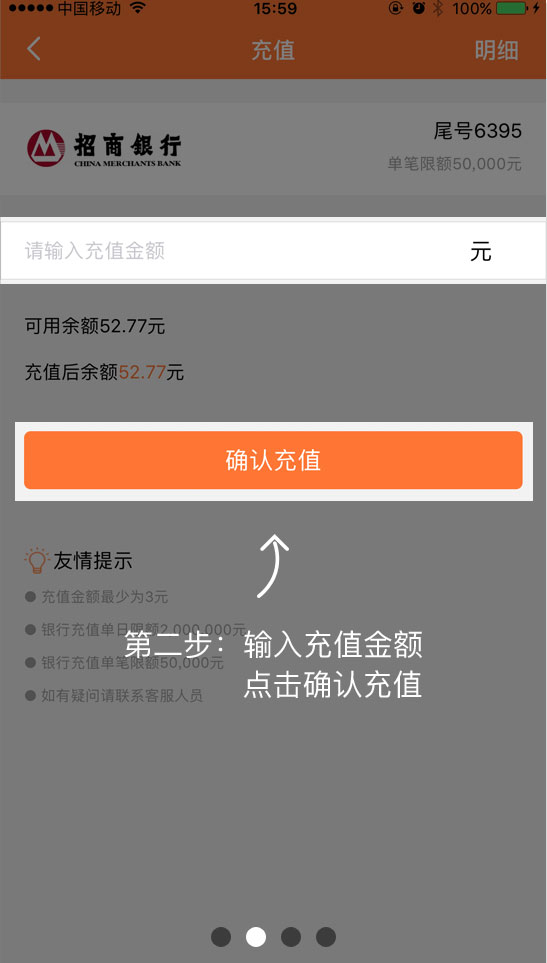 中国移动 15:59 100%
充值 明细
招商银行 尾号6395
CHINA MERCHANTS BANK 单笔限额50,000元
请输入充值金额 元
可用余额52.77元
充值后余额52.77元
确认充值
友情提示
充值金额最少为3元
银行充值单日限额2,000,000元
第二步：输入充值金额
银行充值单笔限额50,000元
点击确认充值
如有疑问请联系客服人员